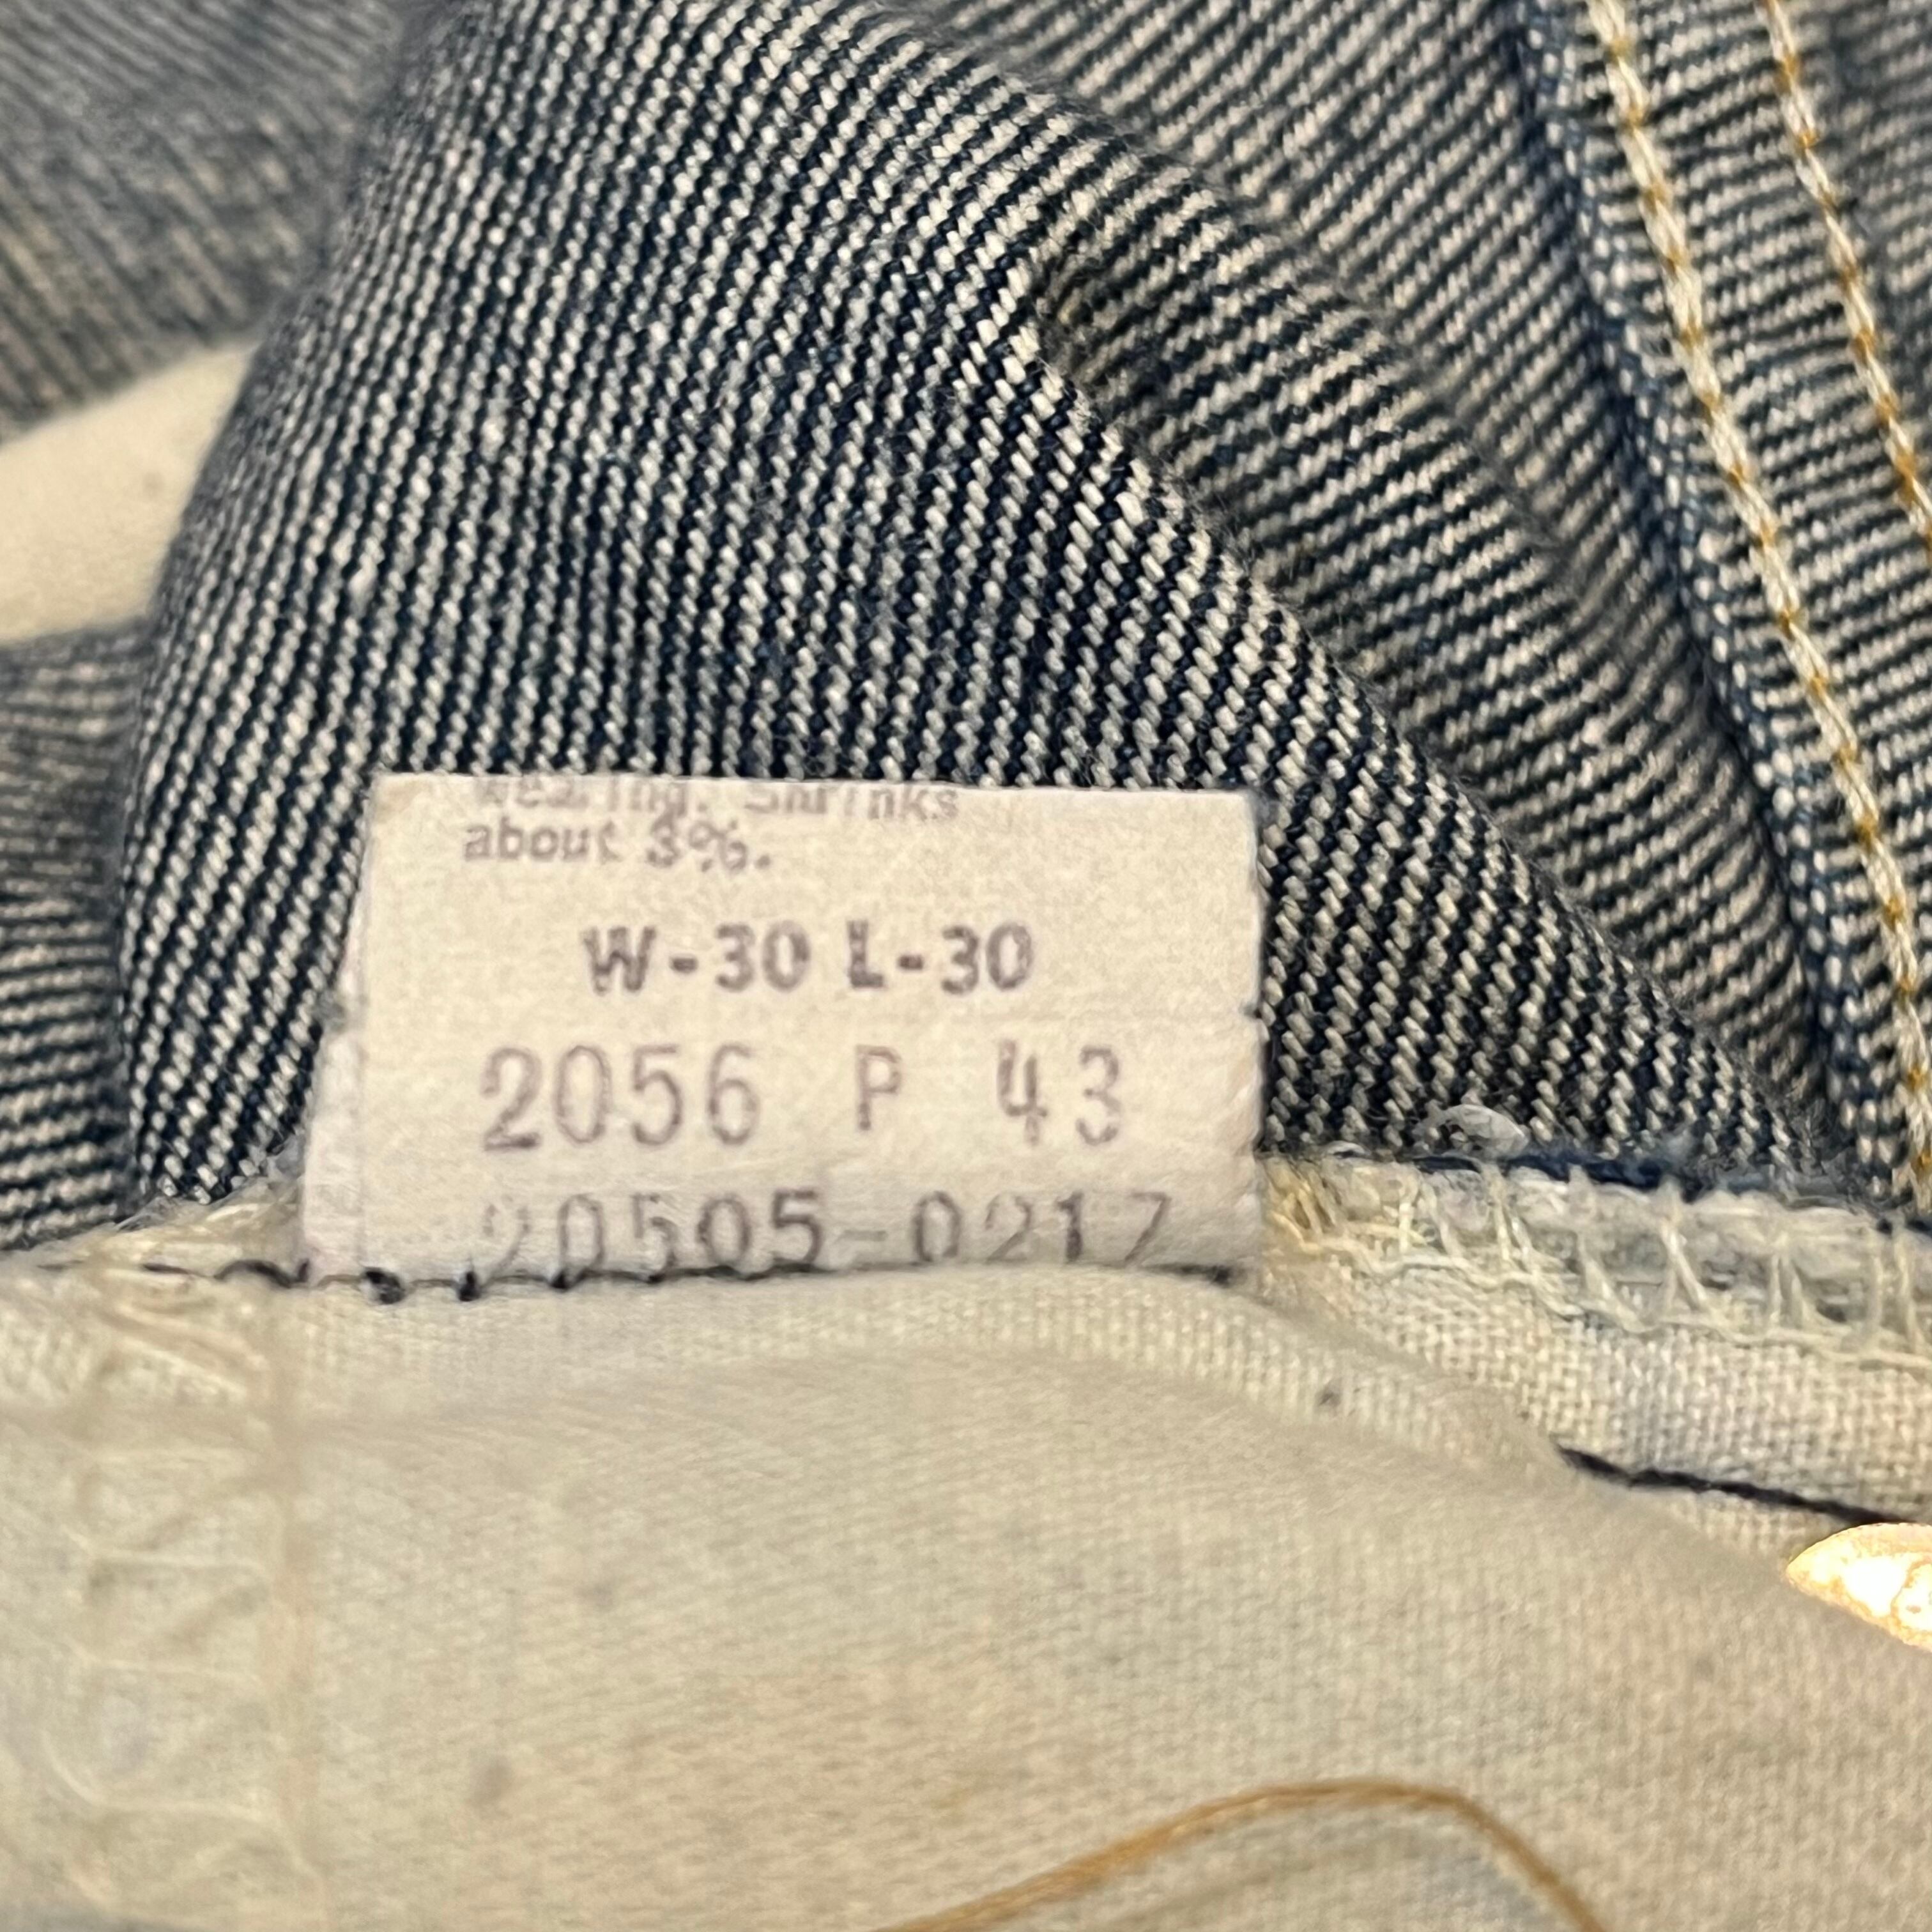 wearing. Shrinks
about 3%.
W-30 L-30
2056 P 43
20505-0217